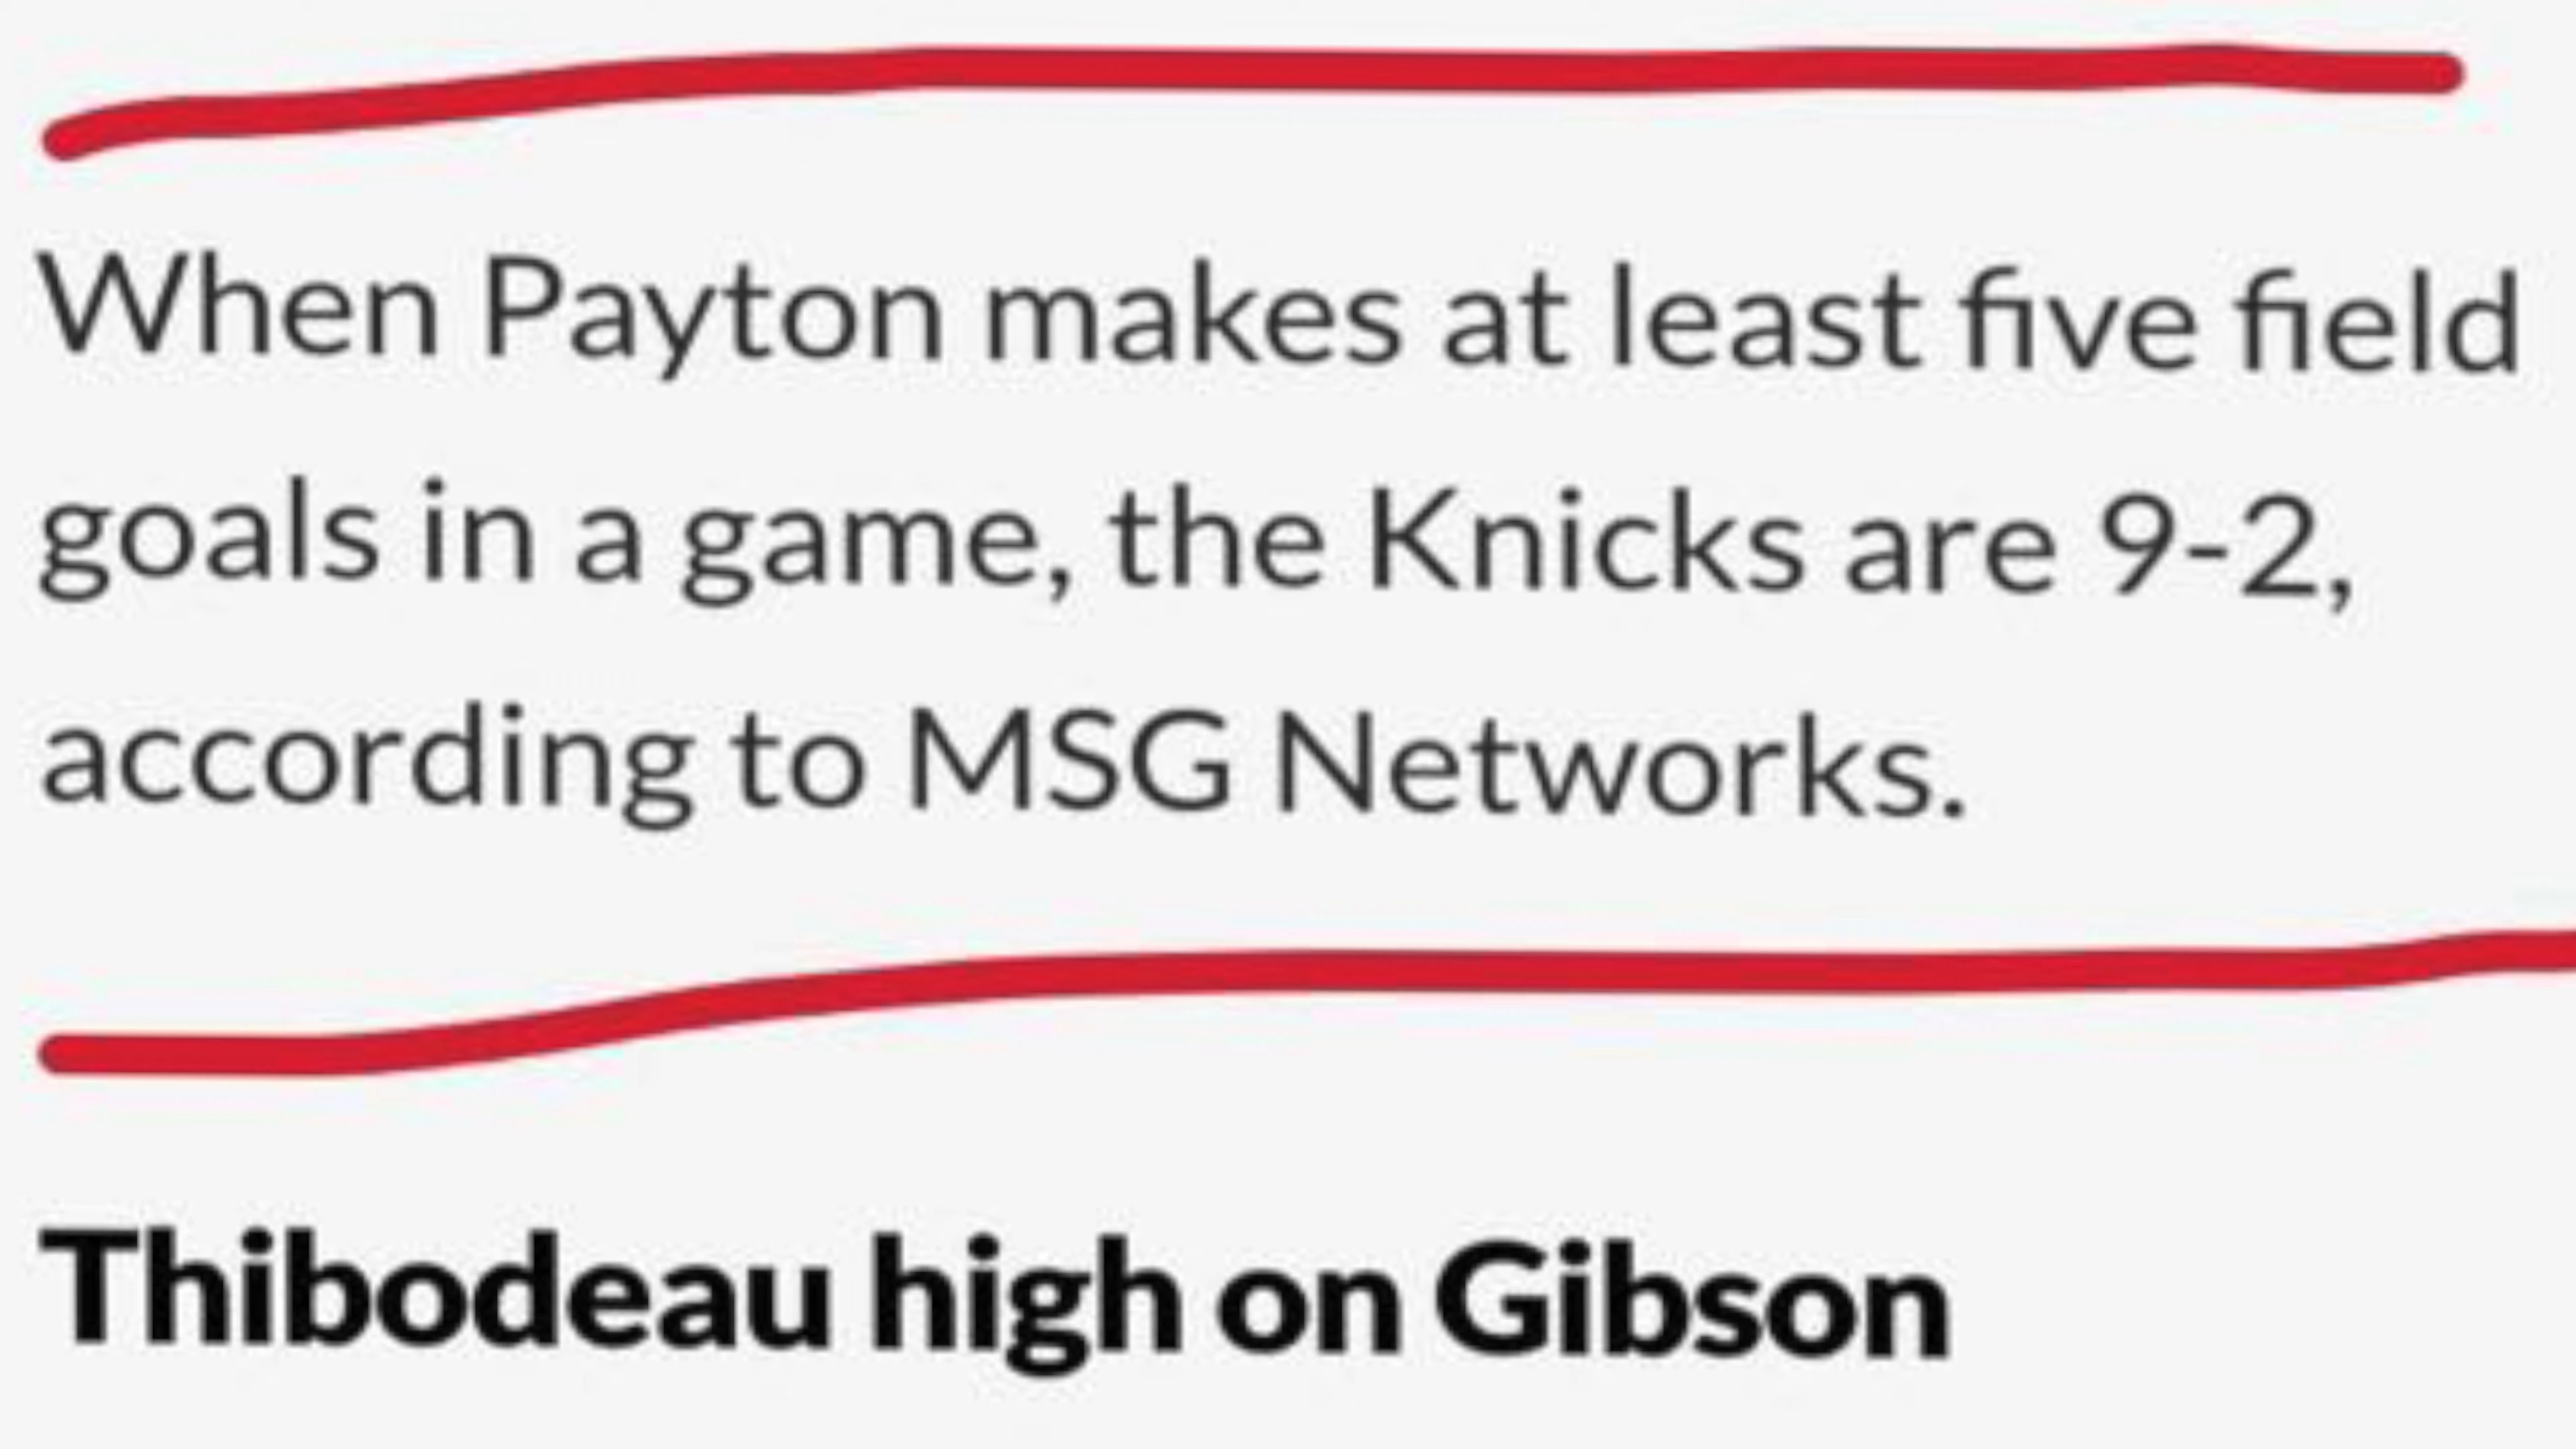 When Payton makes at least five field
goals in a game, the Knicks are 9-2,
according to MSG Networks.
Thibodeau high on Gibson